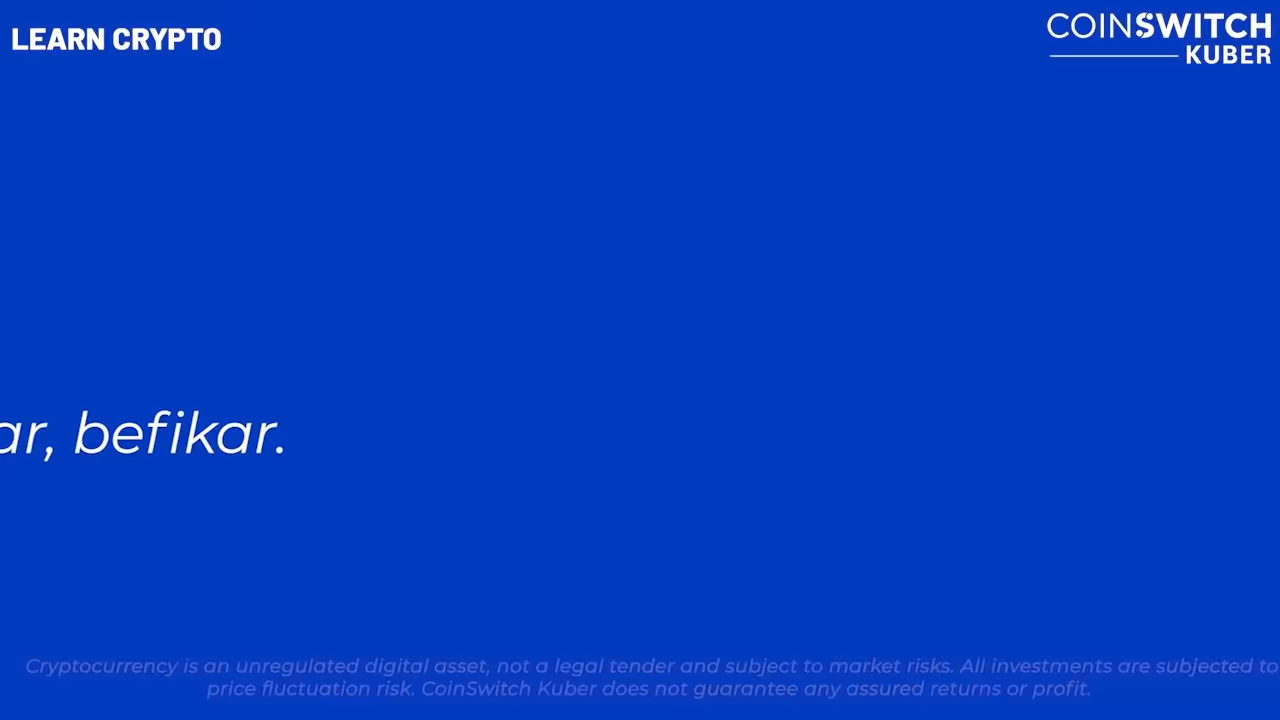 LEARN CRYPTO
COINSWITCH
KUBER
ar, befikar.
Cryptocurrency is an unregulated digital asset, not a legal tender and subject to market risks. All investments are subjected to
price fluctuation risk. CoinSwitch Kuber does not guarantee any assured returns or profit.